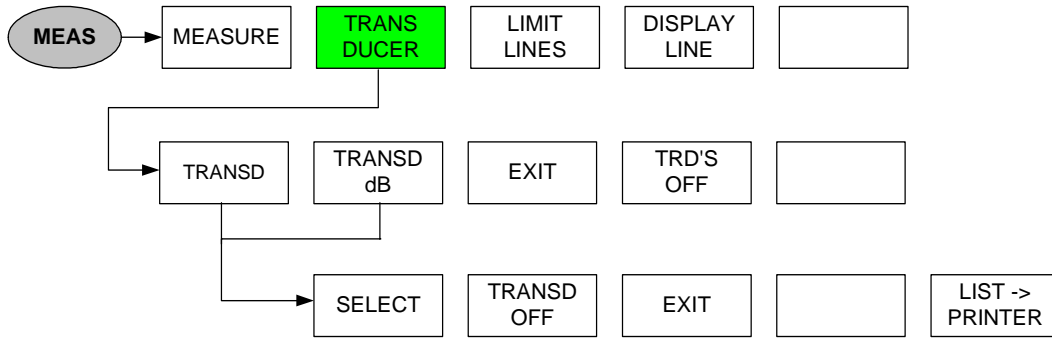 MEAS
MEASURE
TRANS
DUCER
LIMIT
LINES
DISPLAY
LINE
TRANSD
TRANSD
dB
EXIT
TRD'S
OFF
SELECT
TRANSD
OFF
EXIT
LIST ->
PRINTER